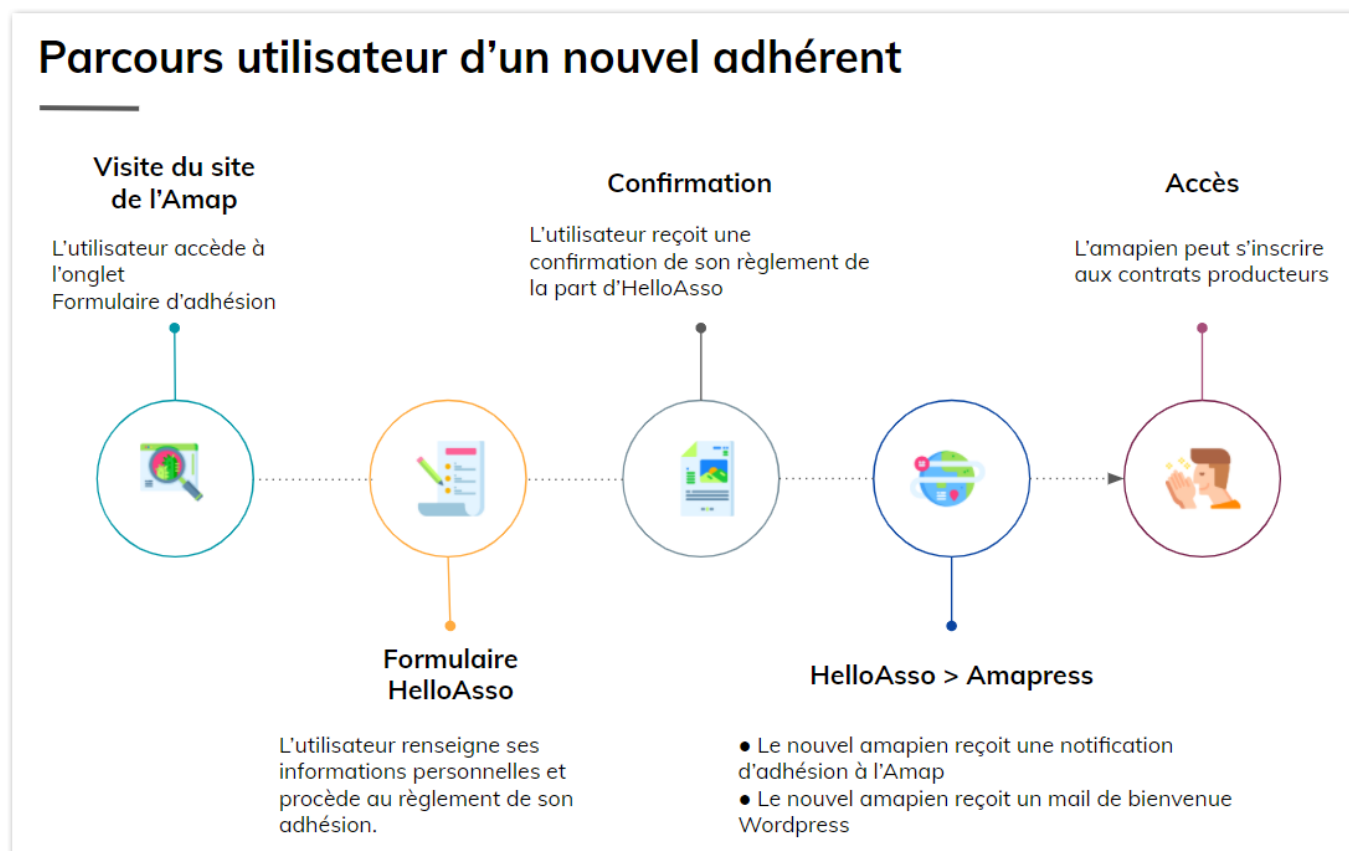 Parcours utilisateur d'un nouvel adhérent
Visite du site
de l'Amap
L'utilisateur accède à
l'onglet
Formulaire d'adhésion
Confirmation
L'utilisateur reçoit une
confirmation de son règlement de
la part d'HelloAsso
Accès
L'amapien peut s'inscrire
aux contrats producteurs
Formulaire
HelloAsso
L'utilisateur renseigne ses
informations personnelles et
procède au règlement de son
adhésion.
HelloAsso > Amapress
● Le nouvel amapien reçoit une notification
d'adhésion à l'Amap
● Le nouvel amapien reçoit un mail de bienvenue
Wordpress